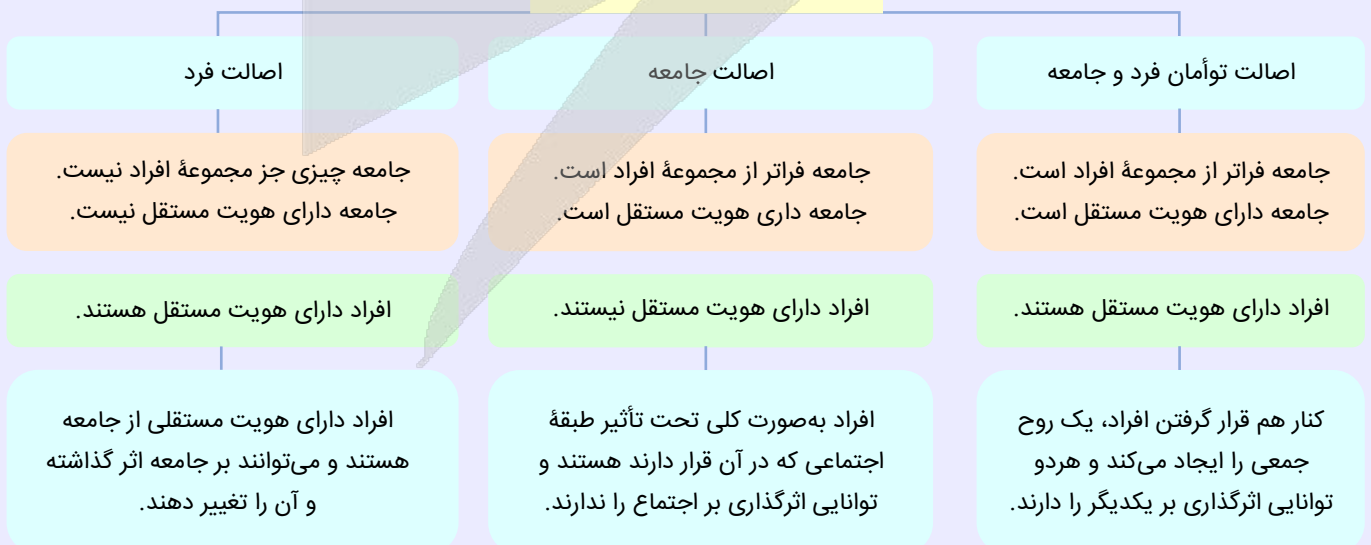 اصالت توأمان فرد و جامعه
جامعه فراتر از مجموعهٔ افراد است.
جامعه دارای هویت مستقل است.
افراد دارای هویت مستقل هستند.
کنار هم قرار گرفتن افراد، یک روح
جمعی را ایجاد می‌کند و هردو
توانایی اثرگذاری بر یکدیگر را دارند.
اصالت جامعه
جامعه فراتر از مجموعهٔ افراد است.
جامعه داری هویت مستقل است.
افراد دارای هویت مستقل نیستند.
افراد به‌صورت کلی تحت تأثیر طبقهٔ
اجتماعی که در آن قرار دارند هستند و
توانایی اثرگذاری بر اجتماع را ندارند.
اصالت فرد
جامعه چیزی جز مجموعهٔ افراد نیست.
جامعه دارای هویت مستقل نیست.
افراد دارای هویت مستقل هستند.
افراد دارای هویت مستقلی از جامعه
هستند و می‌توانند بر جامعه اثر گذاشته
و آن را تغییر دهند.